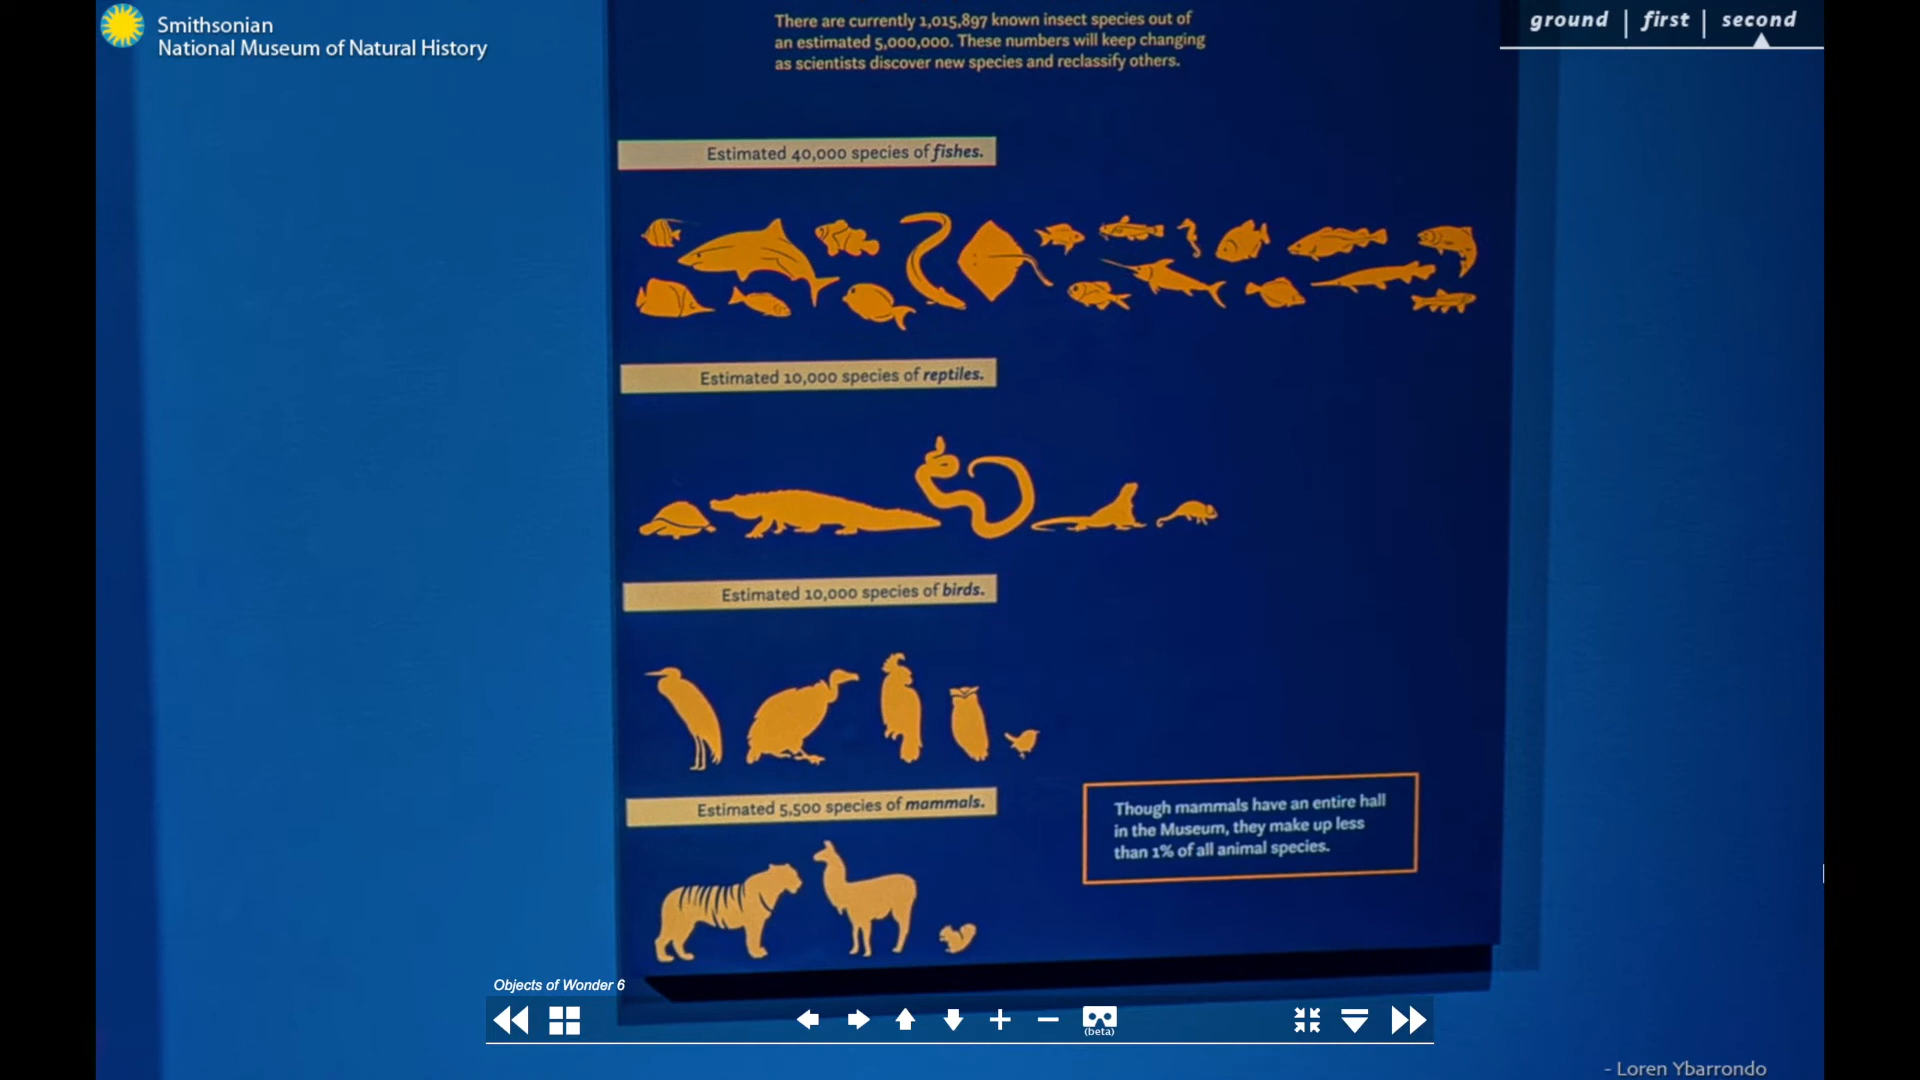 Smithsonian
National Museum of Natural History
ground | first | second
There are currently 1,015,897 known insect species out of
an estimated 5,000,000. These numbers will keep changing
as scientists discover new species and reclassify others.
Estimated 40,000 species of fishes.
Estimated 10,000 species of reptiles.
Estimated 10,000 species of birds.
Estimated 5,500 species of mammals.
Though mammals have an entire hall
in the Museum, they make up less
than 1% of all animal species.
Objects of Wonder 6
(beta)
- Loren Ybarrondo